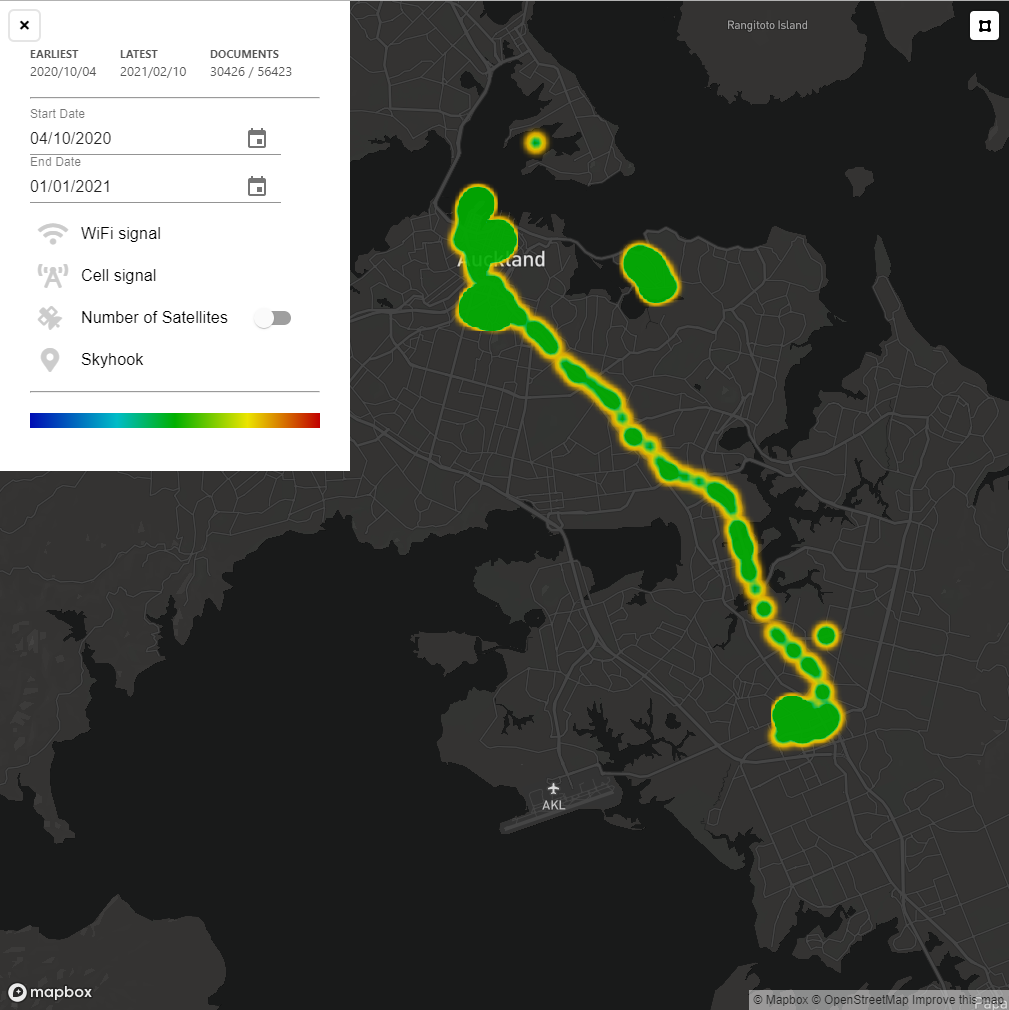 ×
EARLIEST LATEST DOCUMENTS
2020/10/04 2021/02/10 30426 / 56423
Start Date
04/10/2020
End Date
01/01/2021
WiFi signal
Cell signal
Number of Satellites
Skyhook
Rangitoto Island
Auckland
AKL
mapbox
© Mapbox © OpenStreetMap Improve this map
Papa